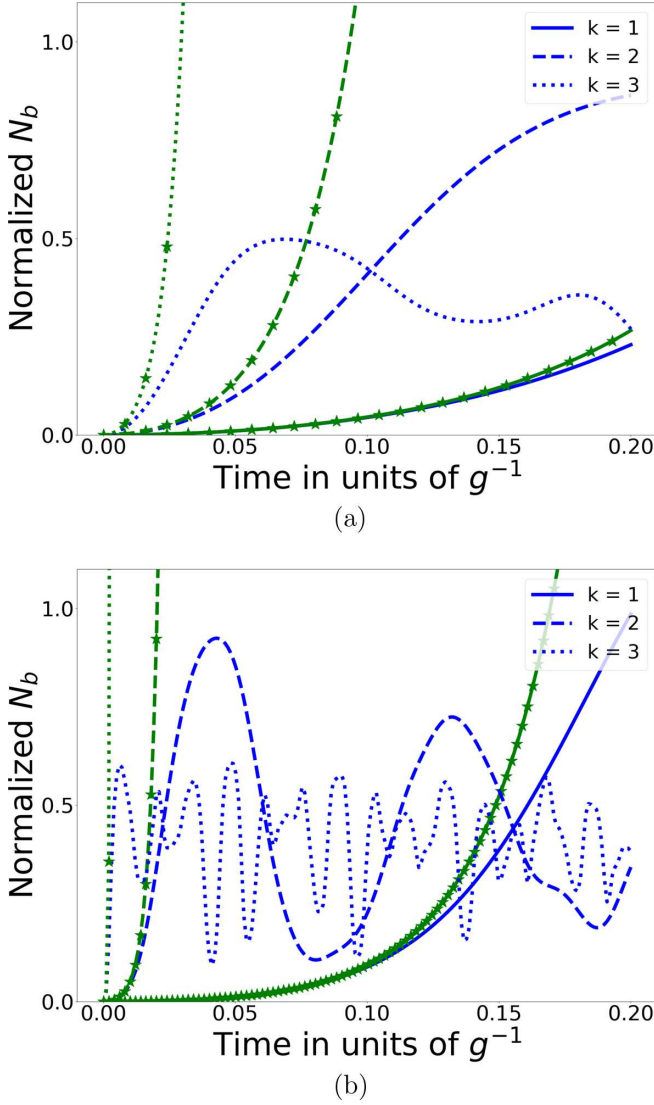 1.0
0.5
0.0
Normalized N_b
k = 1
k = 2
k = 3
0.00 0.05 0.10 0.15 0.20
Time in units of g⁻¹
(a)
1.0
0.5
0.0
Normalized N_b
k = 1
k = 2
k = 3
0.00 0.05 0.10 0.15 0.20
Time in units of g⁻¹
(b)